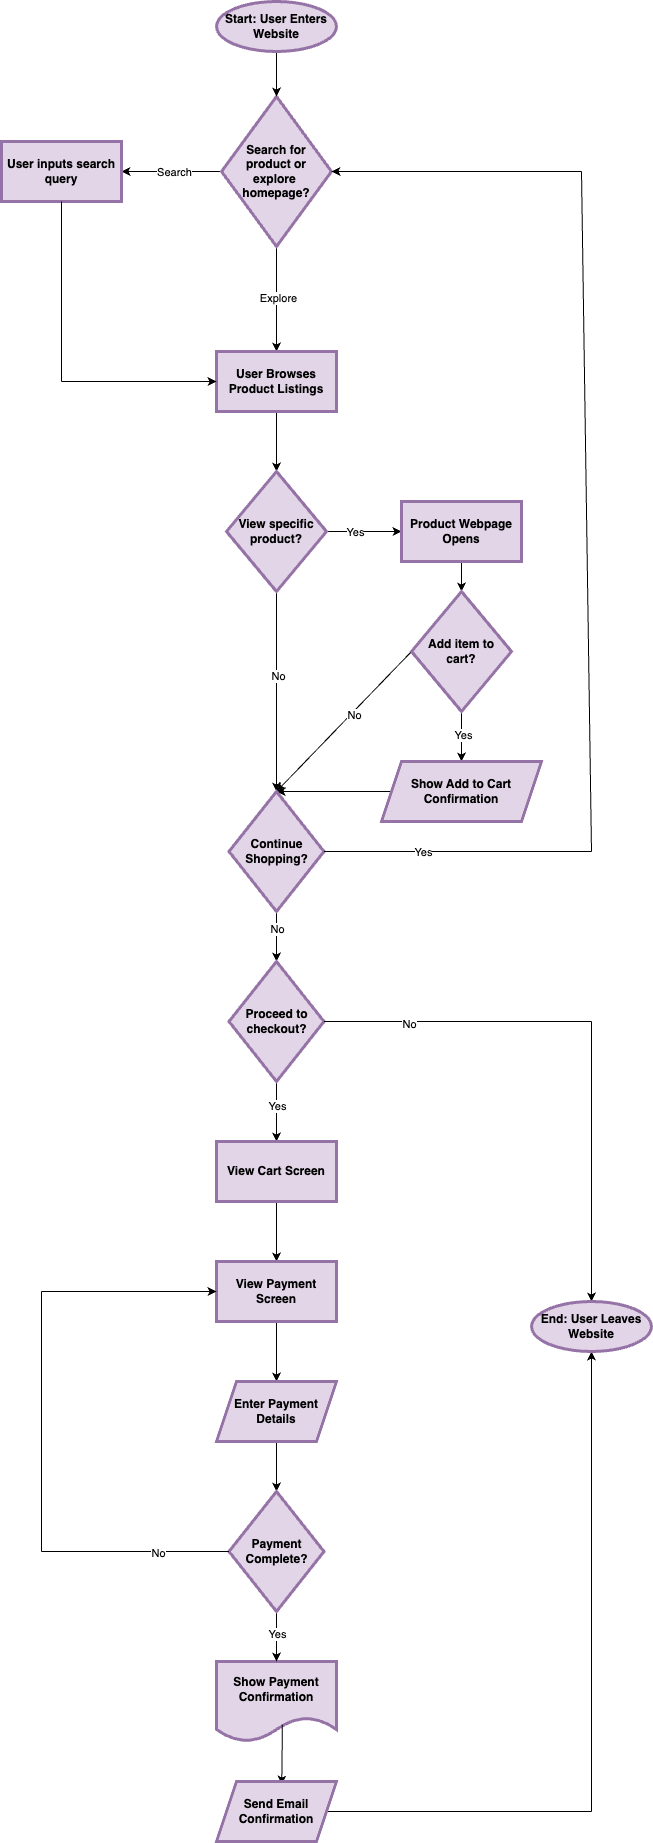 Start: User Enters
Website
Search for
product or
explore
homepage?
Search
User inputs search
query
Explore
User Browses
Product Listings
View specific
product?
Yes
Product Webpage
Opens
Add item to
cart?
No
No
Yes
Show Add to Cart
Confirmation
Continue
Shopping?
Yes
No
Proceed to
checkout?
No
Yes
View Cart Screen
View Payment
Screen
End: User Leaves
Website
Enter Payment
Details
Payment
Complete?
No
Yes
Show Payment
Confirmation
Send Email
Confirmation